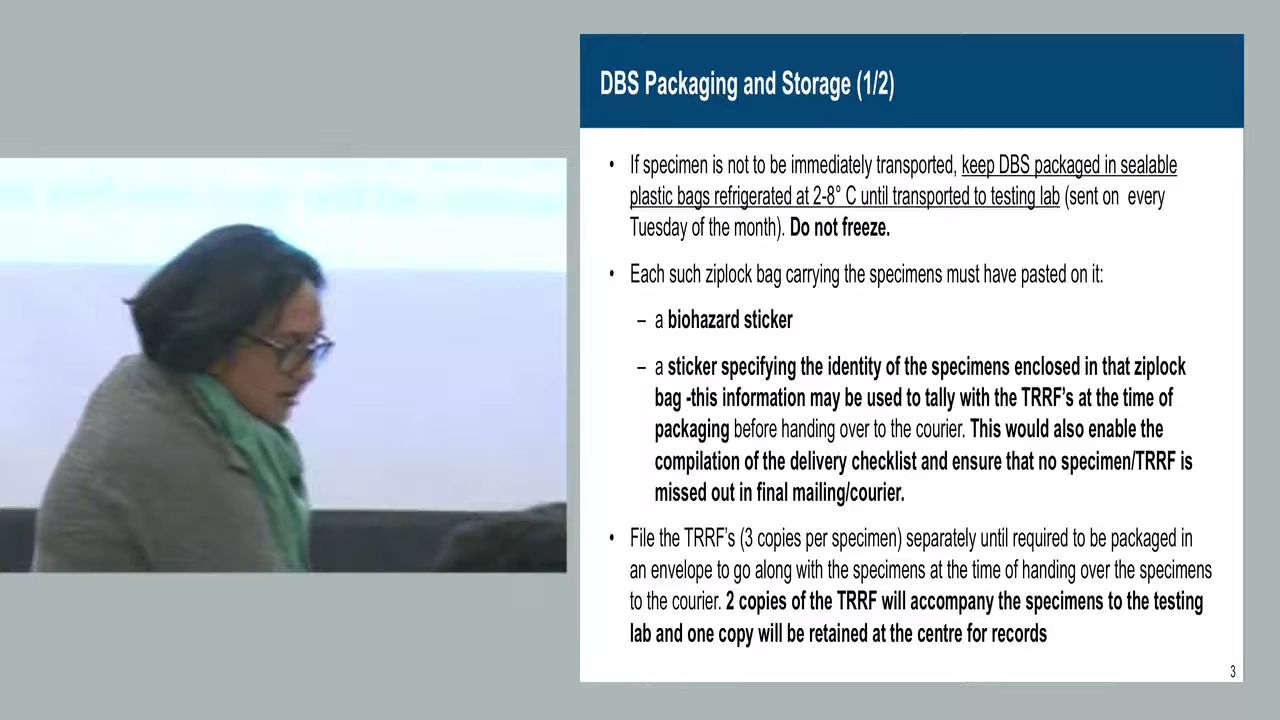 DBS Packaging and Storage (1/2)
• If specimen is not to be immediately transported, keep DBS packaged in sealable
plastic bags refrigerated at 2-8° C until transported to testing lab (sent on every
Tuesday of the month). Do not freeze.
• Each such ziplock bag carrying the specimens must have pasted on it:
– a biohazard sticker
– a sticker specifying the identity of the specimens enclosed in that ziplock
bag -this information may be used to tally with the TRRF's at the time of
packaging before handing over to the courier. This would also enable the
compilation of the delivery checklist and ensure that no specimen/TRRF is
missed out in final mailing/courier.
• File the TRRF's (3 copies per specimen) separately until required to be packaged in
an envelope to go along with the specimens at the time of handing over the specimens
to the courier. 2 copies of the TRRF will accompany the specimens to the testing
lab and one copy will be retained at the centre for records
3